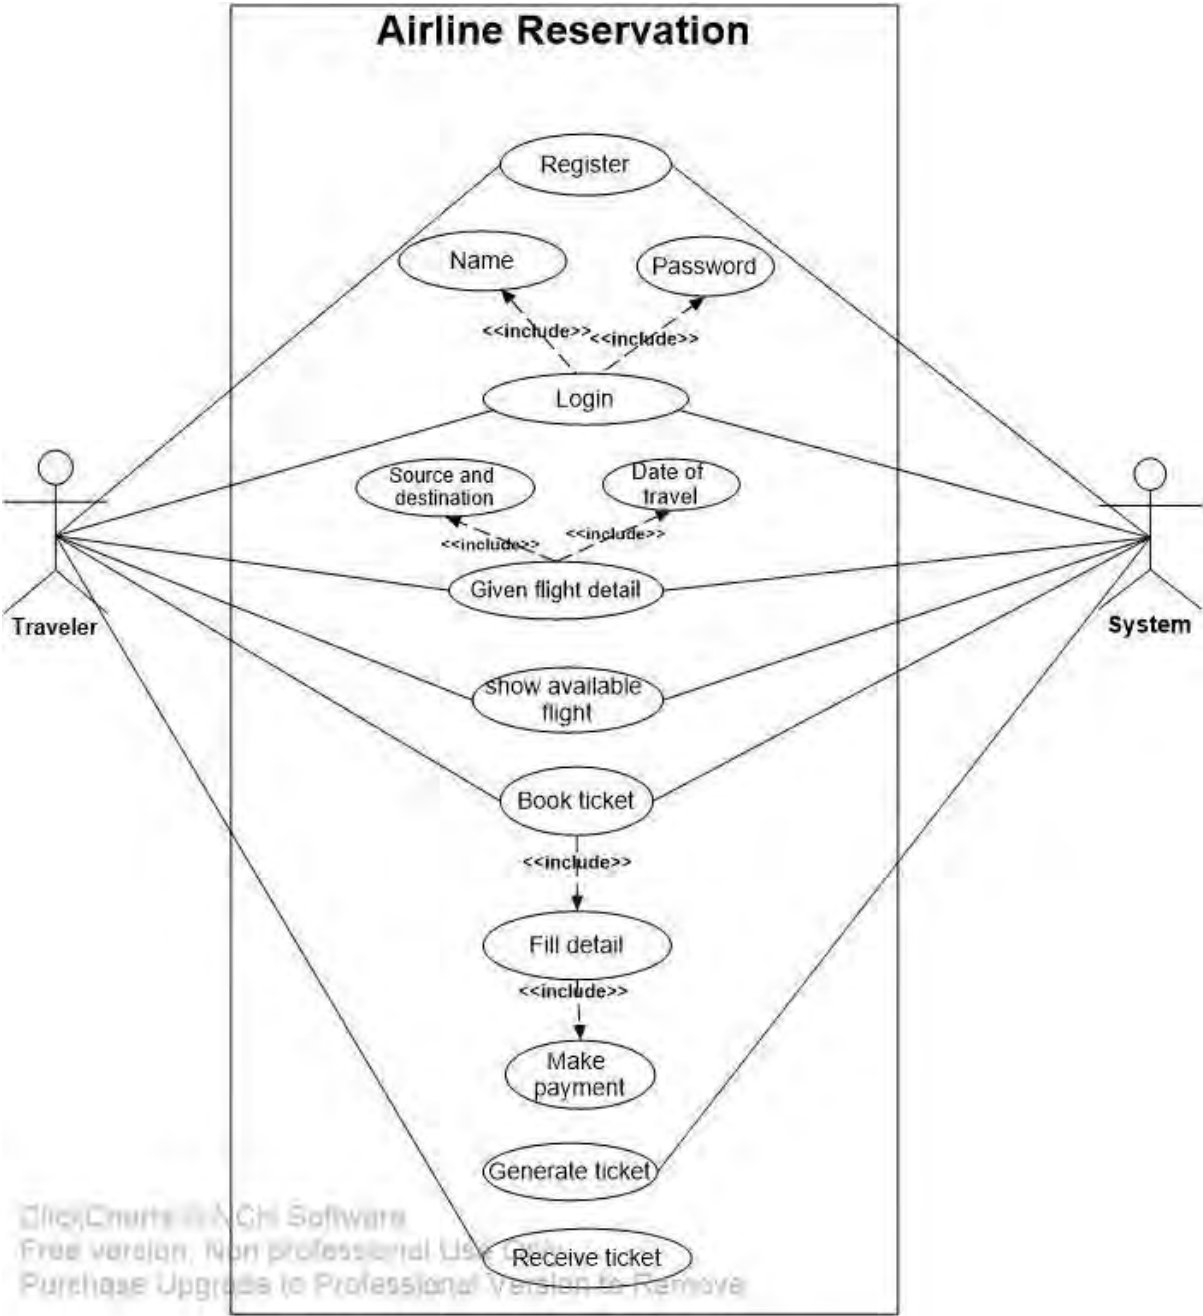 Airline Reservation
Register
Name
Password
<<include>>
<<include>>
Login
Source and
destination
Date of
travel
<<include>>
<<include>>
Given flight detail
Traveler
System
show available
flight
Book ticket
<<include>>
Fill detail
<<include>>
Make
payment
Generate ticket
Receive ticket
Software
Free version. Non professional Use Only
Purchase Upgrade to Professional Version to Remove